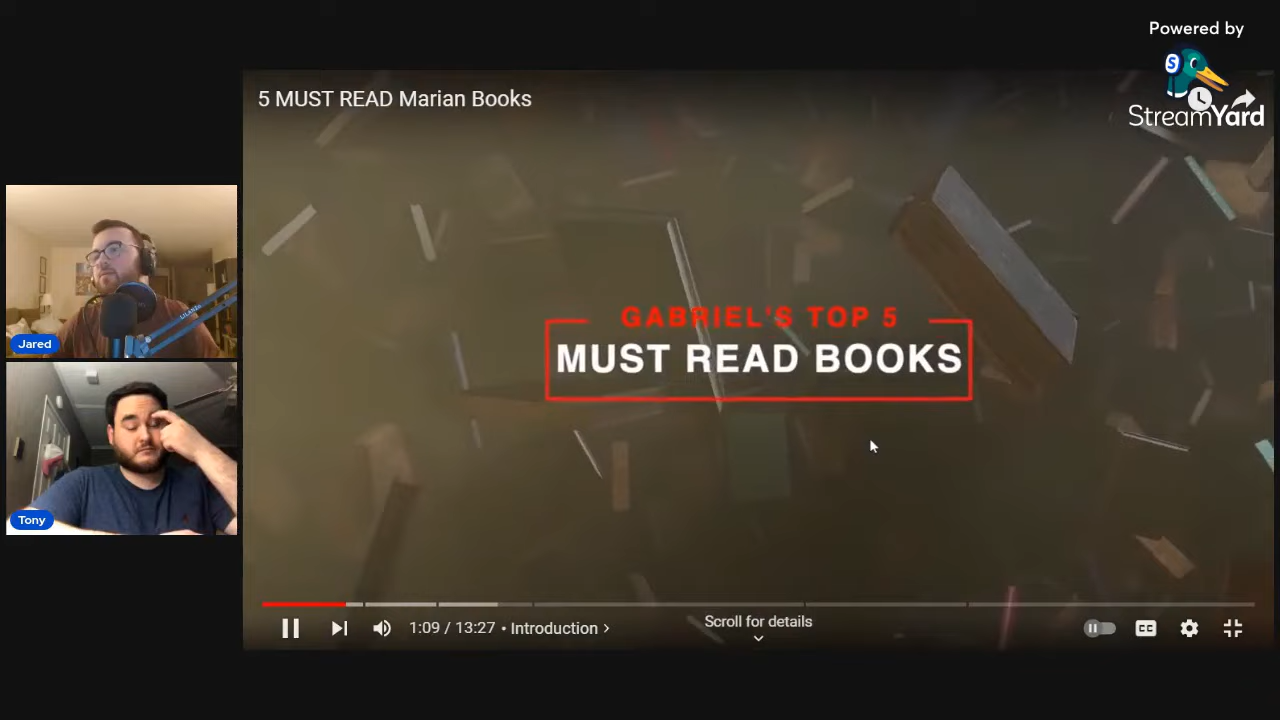 Powered by
StreamYard
5 MUST READ Marian Books
GABRIEL'S TOP 5
MUST READ BOOKS
Jared
Tony
1:09 / 13:27 • Introduction >
Scroll for details
CC